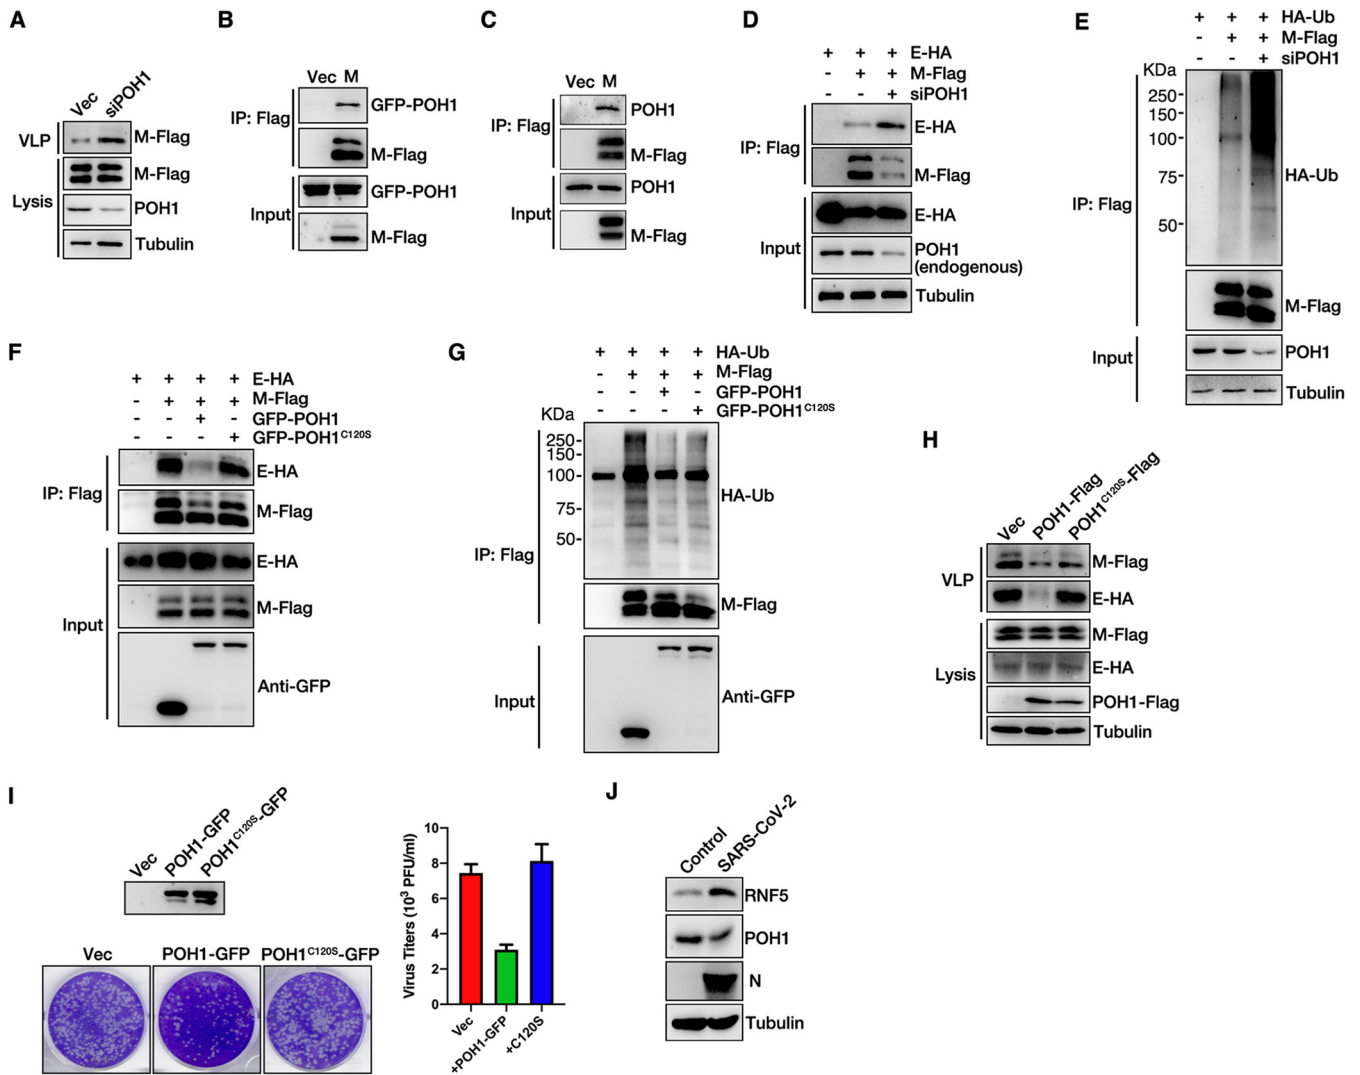 A
Vec
siPOH1
VLP
M-Flag
Lysis
M-Flag
POH1
Tubulin
B
Vec M
IP: Flag
GFP-POH1
M-Flag
Input
GFP-POH1
M-Flag
C
Vec M
IP: Flag
POH1
M-Flag
Input
POH1
M-Flag
D
+ + + E-HA
- + + M-Flag
- - + siPOH1
IP: Flag
E-HA
M-Flag
Input
E-HA
POH1
(endogenous)
Tubulin
E
+ + + HA-Ub
- + + M-Flag
- - + siPOH1
KDa
250-
150-
100-
75-
50-
IP: Flag
HA-Ub
M-Flag
Input
POH1
Tubulin
F
+ + + + E-HA
- + + + M-Flag
- - + - GFP-POH1
- - - + GFP-POH1C120S
IP: Flag
E-HA
M-Flag
Input
E-HA
M-Flag
Anti-GFP
G
+ + + + HA-Ub
- + + + M-Flag
- - + - GFP-POH1
- - - + GFP-POH1C120S
KDa
250-
150-
100-
75-
50-
IP: Flag
HA-Ub
M-Flag
Input
Anti-GFP
H
Vec
POH1-Flag
POH1C120S-Flag
VLP
M-Flag
E-HA
Lysis
M-Flag
E-HA
POH1-Flag
Tubulin
I
Vec
POH1-GFP
POH1C120S-GFP
Vec
POH1-GFP
POH1C120S-GFP
Virus Titers (103 PFU/ml)
10
8
6
4
2
0
Vec
+POH1-GFP
+C120S
J
Control
SARS-CoV-2
RNF5
POH1
N
Tubulin